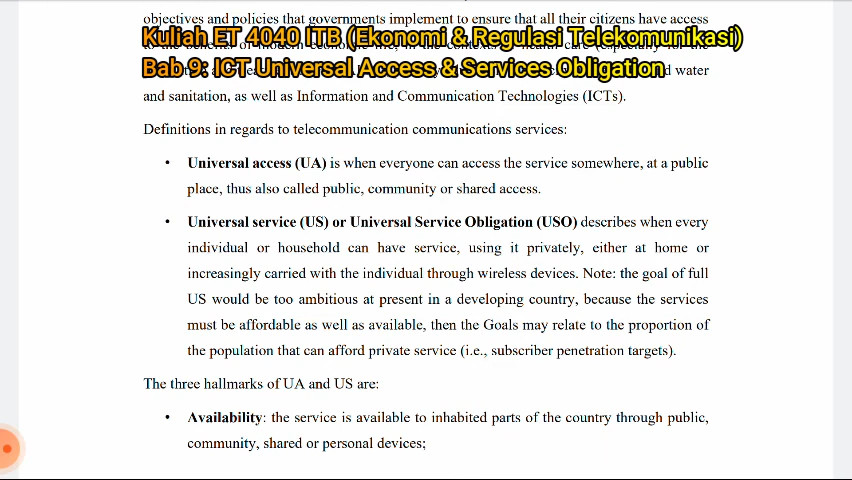 objectives and policies that governments implement to ensure that all their citizens have access
Kuliah ET 4040 ITB (Ekonomi & Regulasi Telekomunikasi)
Bab 9: ICT Universal Access & Services Obligation
d water
and sanitation, as well as Information and Communication Technologies (ICTs).
Definitions in regards to telecommunication communications services:
• Universal access (UA) is when everyone can access the service somewhere, at a public
place, thus also called public, community or shared access.
• Universal service (US) or Universal Service Obligation (USO) describes when every
individual or household can have service, using it privately, either at home or
increasingly carried with the individual through wireless devices. Note: the goal of full
US would be too ambitious at present in a developing country, because the services
must be affordable as well as available, then the Goals may relate to the proportion of
the population that can afford private service (i.e., subscriber penetration targets).
The three hallmarks of UA and US are:
• Availability: the service is available to inhabited parts of the country through public,
community, shared or personal devices;